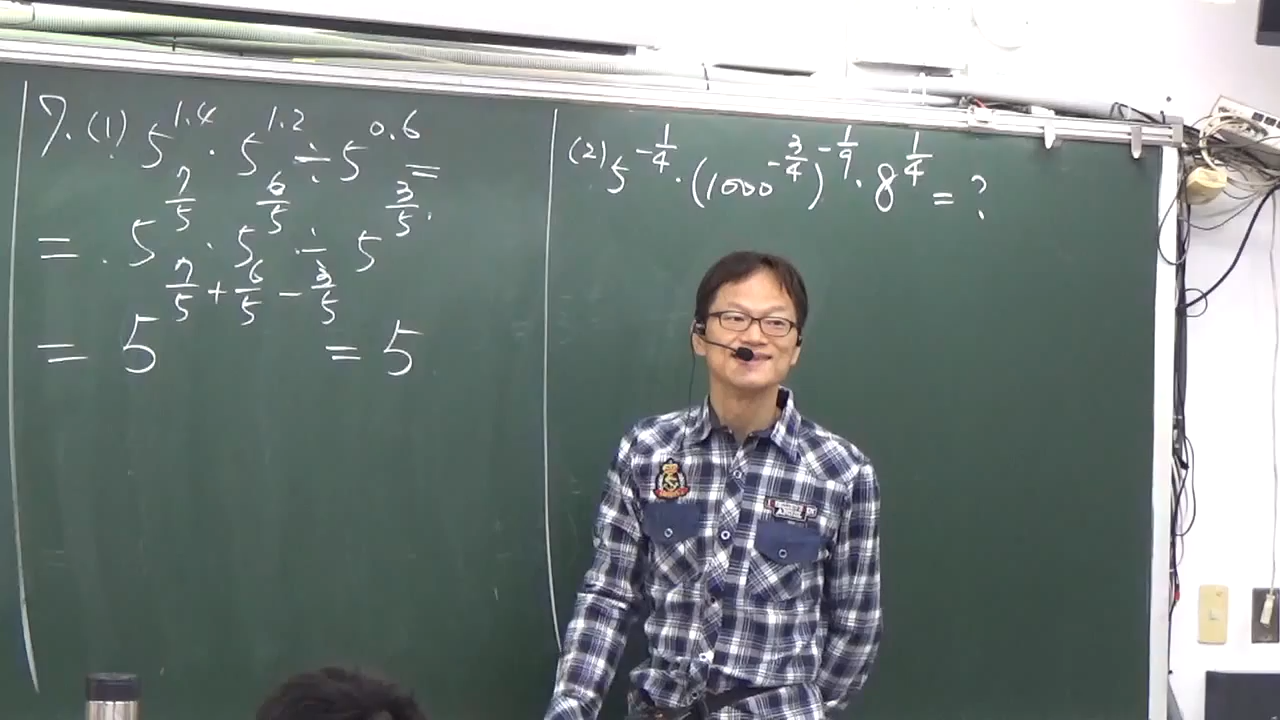 7. (1) 5^1.4 · 5^1.2 ÷ 5^0.6 =
= . 5^(7/5) · 5^(6/5) ÷ 5^(3/5) .
= 5^(7/5 + 6/5 − 3/5) = 5
(2) 5^(−1/4) · (1000^(−3/4))^(−1/9) · 8^(1/4) = ?